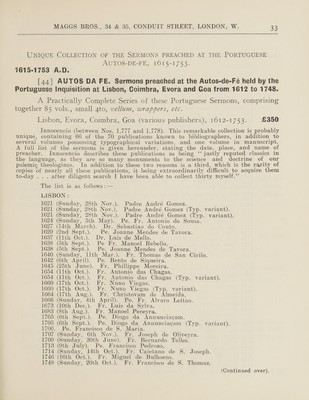 MAGGS BROS., 34 & 35, CONDUIT STREET, LONDON, W. 33
UNIQUE COLLECTION OF THE SERMONS PREACHED AT THE PORTUGUESE
AUTOS-DE-FE, 1615-1753.
1615-1753 A.D.
[44] AUTOS DA FE. Sermons preached at the Autos-de-Fé held by the
Portuguese Inquisition at Lisbon, Coimbra, Evora and Goa from 1612 to 1748.
A Practically Complete Series of these Portuguese Sermons, comprising
together 85 vols., small 4to, vellum, wrappers, etc.
Lisbon, Evora, Coimbra, Goa (various publishers), 1612-1753. £350
Innocencio (between Nos. 1,777 and 1,778). This remarkable collection is probably
unique, containing 66 of the 70 publications known to bibliographers, in addition to
several volumes possessing typographical variations, and one volume in manuscript.
A full list of the sermons is given hereunder, stating the date, place, and name of
preacher. Innocencio describes these publications as being "justly reputed classics in
the language, as they are so many monuments to the science and doctrine of our
polemic theologians. In addition to these two reasons is a third, which is the rarity of
copies of nearly all these publications, it being extraordinarily difficult to acquire them
to-day . . . after diligent search I have been able to collect thirty myself."
The list is as follows :—
LISBON:
1621 (Sunday, 28th Nov.). Padre André Gomez.
1621 (Sunday, 28th Nov.). Padre André Gomez (Typ. variant).
1621 (Sunday, 28th Nov.). Padre André Gomez (Typ. variant).
1624 (Sunday, 5th May). Pe. Fr. Antonio de Sousa.
1627 (14th March). Dr. Sebastiao do Couto.
1629 (2nd Sept.). Pe. Joanne Mendes de Tavora.
1637 (11th Oct.). Dr. Luis de Mello.
1638 (5th Sept.). Pe Fr. Manoel Rebello.
1638 (5th Sept.). Pe. Joanne Mendes de Tavora.
1640 (Sunday, 11th Mar.). Fr. Thomas de San Cirilo.
1642 (6th April). Pe. Bento de Siqueira.
1645 (25th June). Fr. Phillippe Moreira.
1654 (11th Oct.). Fr. Antonio das Chagas.
1654 (11th Oct.). Fr. Antonio das Chagas (Typ. variant).
1660 (17th Oct.). Fr. Nuno Viegas.
1660 (17th Oct.). Fr. Nuno Viegas (Typ. variant).
1664 (17th Aug.). Fr. Christovam de Almeida.
1666 (Sunday, 4th April). Pe. Fr. Alvaro Leitao.
1673 (10th Dec.). Fr. Luis da Sylva.
1683 (8th Aug.). Fr. Manoel Pereyra.
1705 (6th Sept.). Pe. Diogo da Annunciaçam.
1705 (6th Sept.). Pe. Diogo da Annunciaçam (Typ. variant).
1706. Pe. Francisco de S. Maria.
1707 (Sunday, 6th Nov.). Fr. Joseph de Oliveyra.
1709 (Sunday, 30th June). Fr. Bernardo Telles.
1713 (9th July). Pe. Francisco Pedroso.
1714 (Sunday, 14th Oct.). Fr. Caietano de S. Joseph.
1746 (16th Oct.). Fr. Miguel de Bulhoens.
1748 (Sunday, 20th Oct.). Fr. Francisco de S. Thomas.
(Continued over).